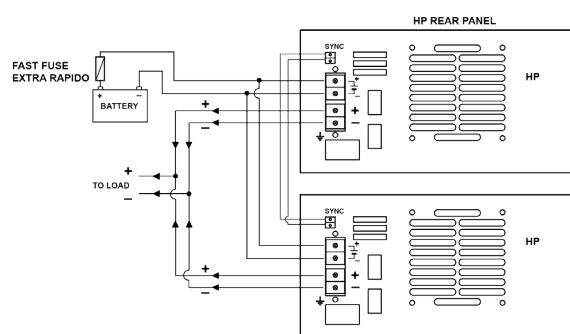 HP REAR PANEL
FAST FUSE
EXTRA RAPIDO
SYNC
HP
+ −
BATTERY
+ −
+
−
+
−
+
TO LOAD
−
SYNC
HP
+ −
+
−
+
−